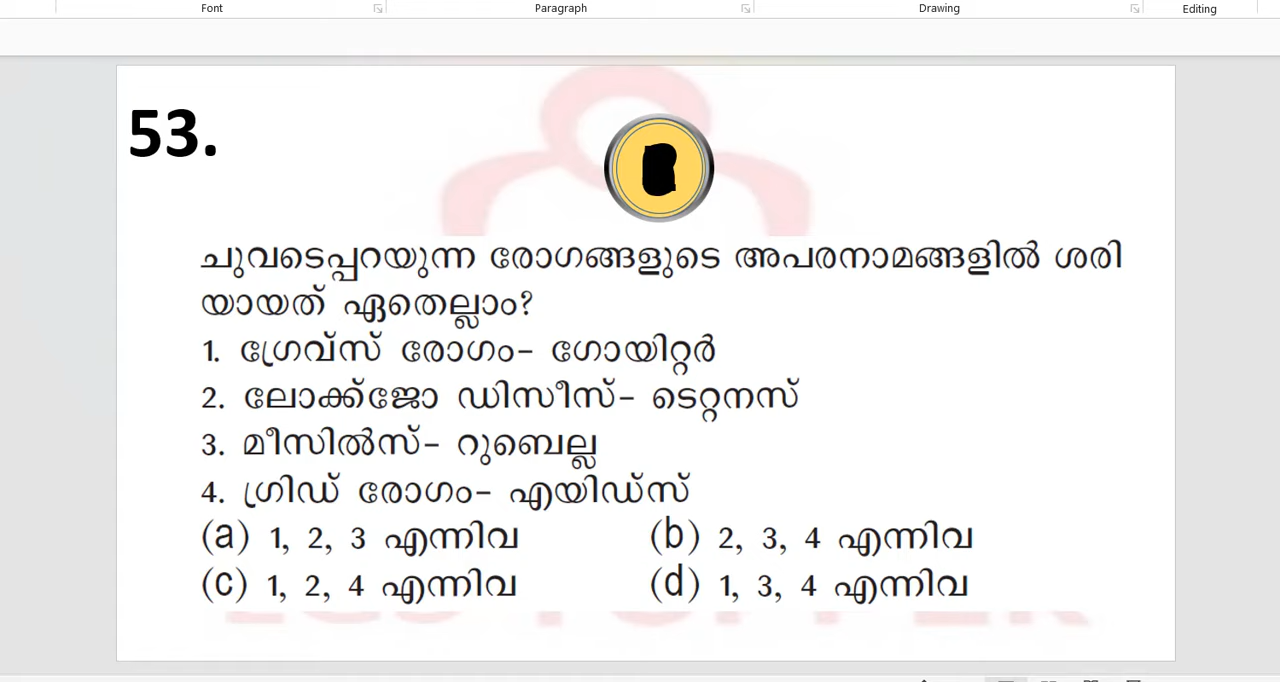 Font Paragraph Drawing Editing
53.
ചുവടെപ്പറയുന്ന രോഗങ്ങളുടെ അപരനാമങ്ങളിൽ ശരി
യായത് ഏതെല്ലാം?
1. ഗ്രേവ്സ് രോഗം- ഗോയിറ്റർ
2. ലോക്ക്ജോ ഡിസീസ്- ടെറ്റനസ്
3. മീസിൽസ്- റുബെല്ല
4. ഗ്രിഡ് രോഗം- എയിഡ്സ്
(a) 1, 2, 3 എന്നിവ (b) 2, 3, 4 എന്നിവ
(c) 1, 2, 4 എന്നിവ (d) 1, 3, 4 എന്നിവ